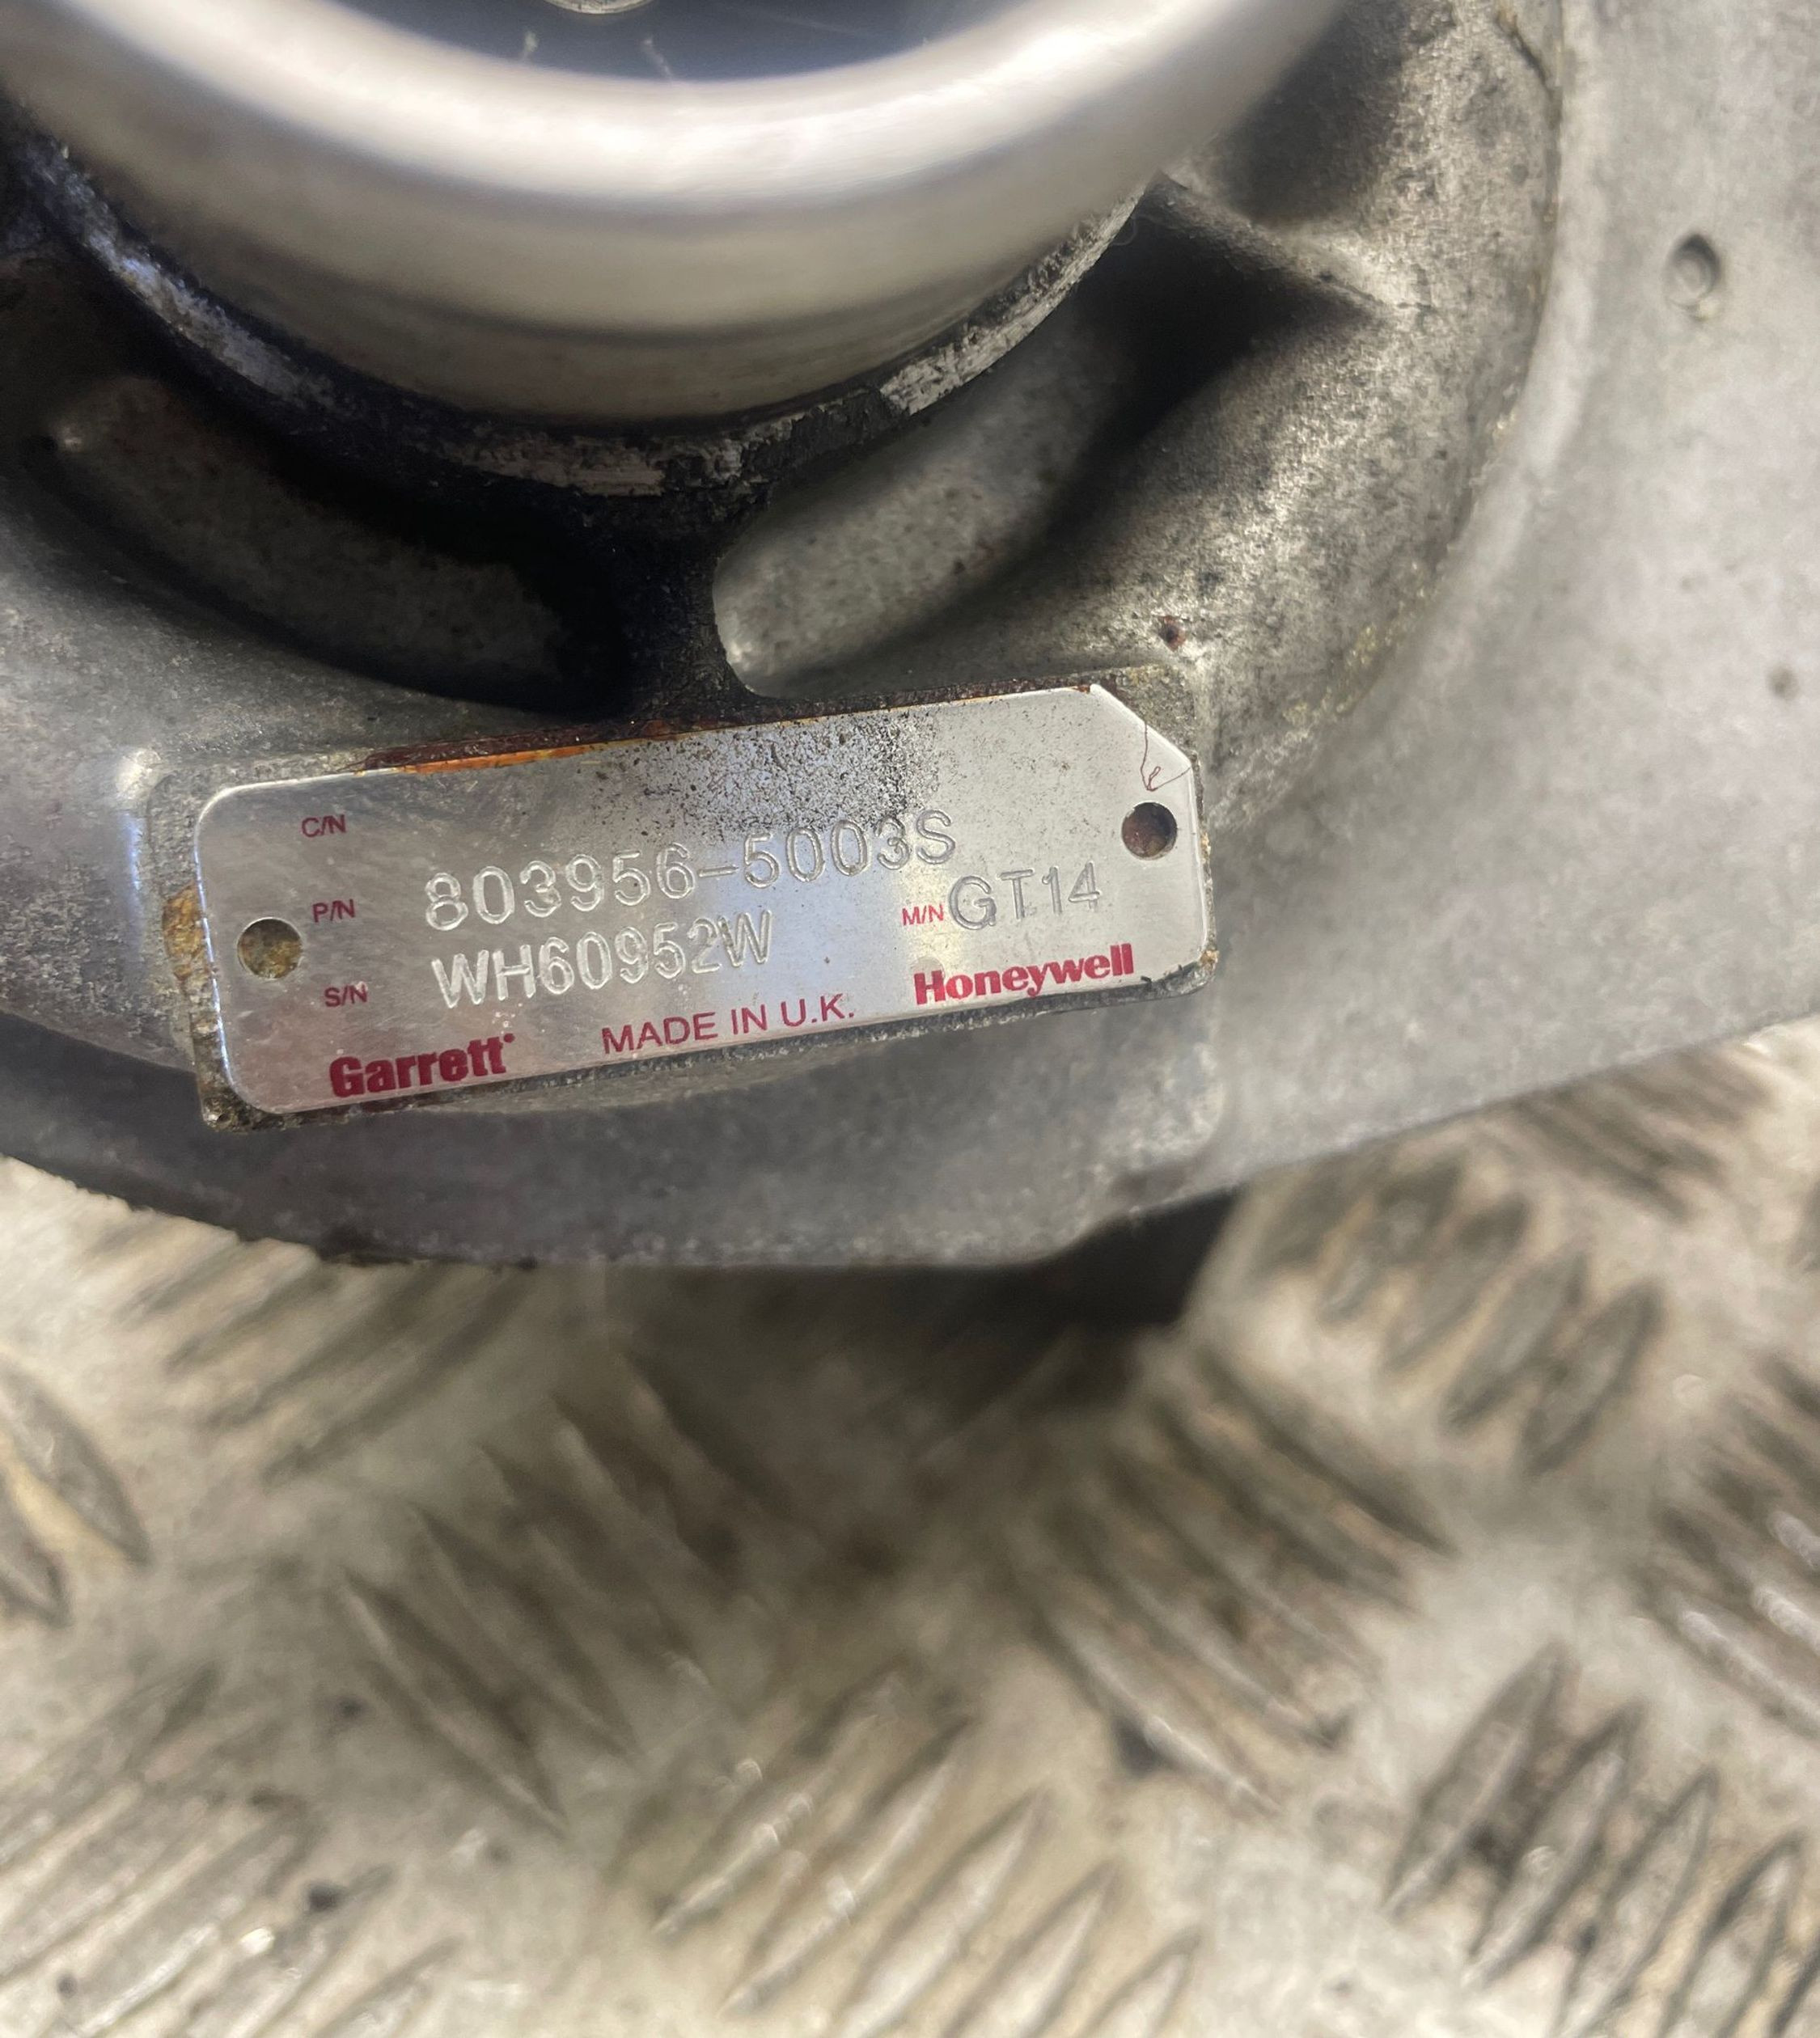 C/N
P/N 803956-5003S
M/N GT14
S/N WH60952W
Honeywell
Garrett MADE IN U.K.